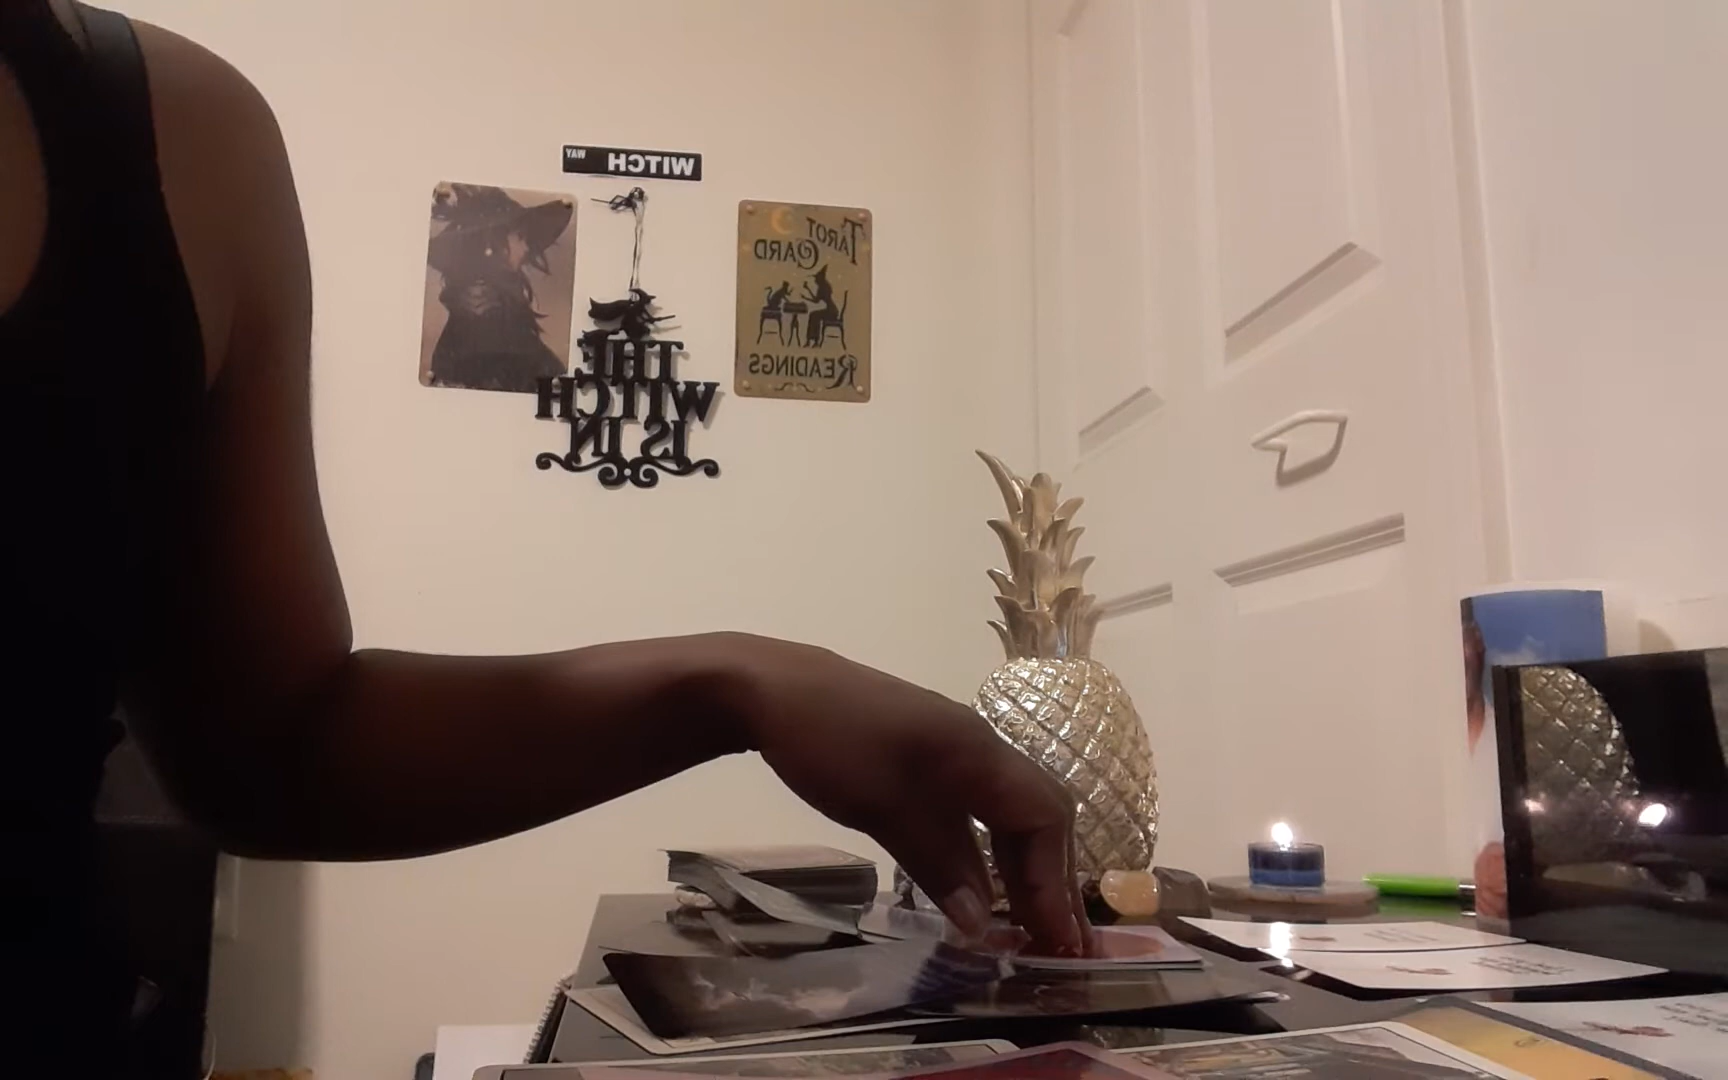 WITCH WAY
TAROT
CARD
READINGS
THE
WITCH
IS IN